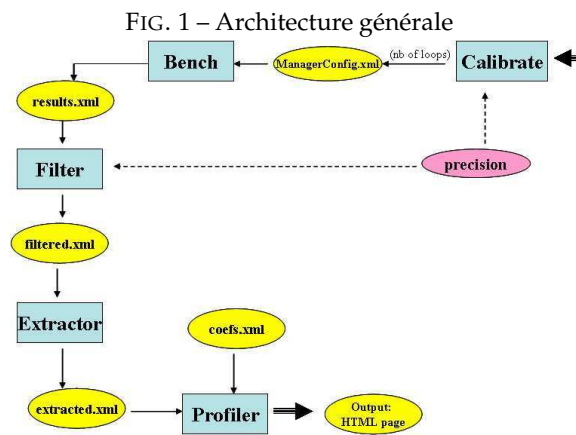 FIG. 1 – Architecture générale
Bench
ManagerConfig.xml
(nb of loops)
Calibrate
results.xml
Filter
precision
filtered.xml
Extractor
coefs.xml
extracted.xml
Profiler
Output:
HTML page